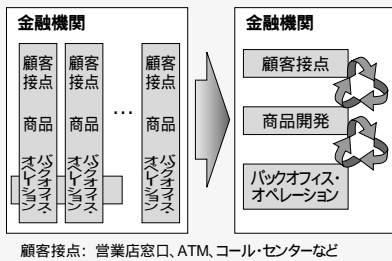 金融機関
顧客
接点
商品
バックオフィス・
オペレーション
顧客
接点
商品
バックオフィス・
オペレーション
…
顧客
接点
商品
バックオフィス・
オペレーション
金融機関
顧客接点
商品開発
バックオフィス・
オペレーション
顧客接点: 営業店窓口、ATM、コール・センターなど